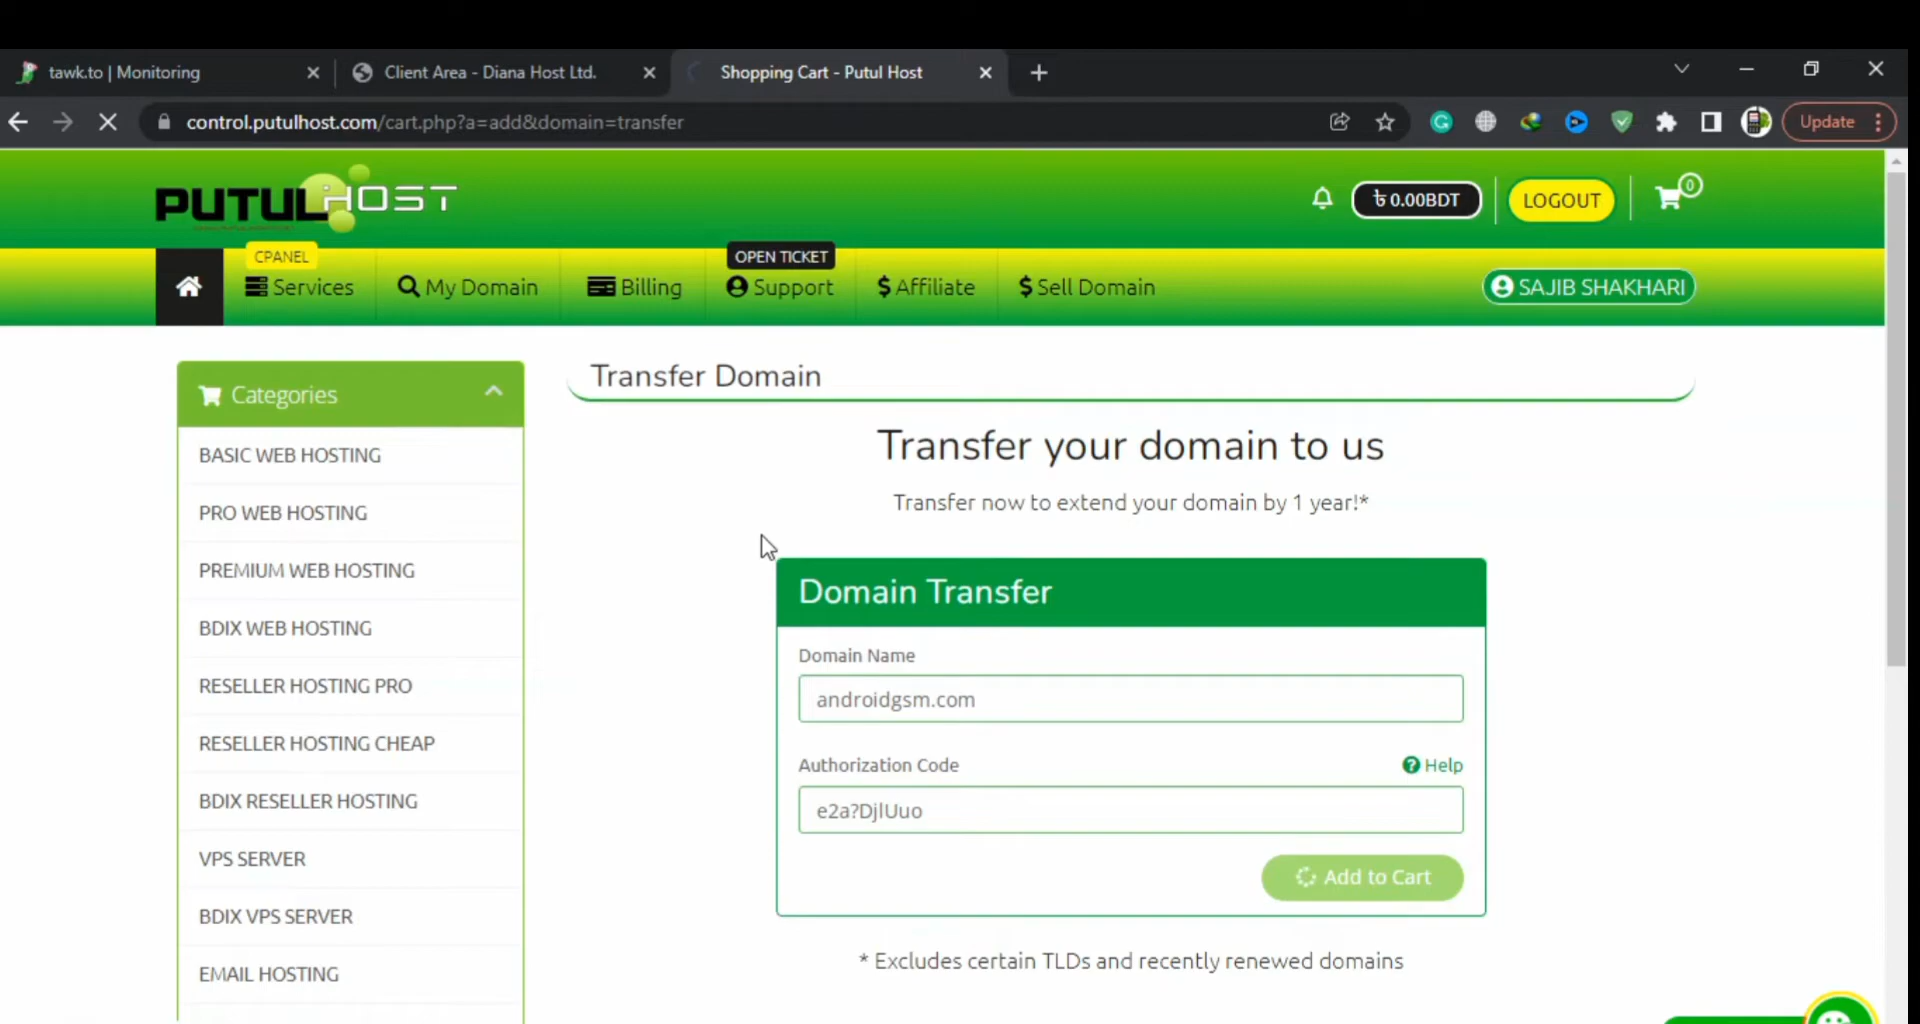 tawk.to | Monitoring
Client Area - Diana Host Ltd.
Shopping Cart - Putul Host
control.putulhost.com/cart.php?a=add&domain=transfer
Update
PUTULHOST
৳ 0.00BDT
LOGOUT
0
CPANEL
OPEN TICKET
Services
My Domain
Billing
Support
$ Affiliate
$ Sell Domain
SAJIB SHAKHARI
Categories
BASIC WEB HOSTING
PRO WEB HOSTING
PREMIUM WEB HOSTING
BDIX WEB HOSTING
RESELLER HOSTING PRO
RESELLER HOSTING CHEAP
BDIX RESELLER HOSTING
VPS SERVER
BDIX VPS SERVER
EMAIL HOSTING
Transfer Domain
Transfer your domain to us
Transfer now to extend your domain by 1 year!*
Domain Transfer
Domain Name
androidgsm.com
Authorization Code
Help
e2a?DjlUuo
Add to Cart
* Excludes certain TLDs and recently renewed domains